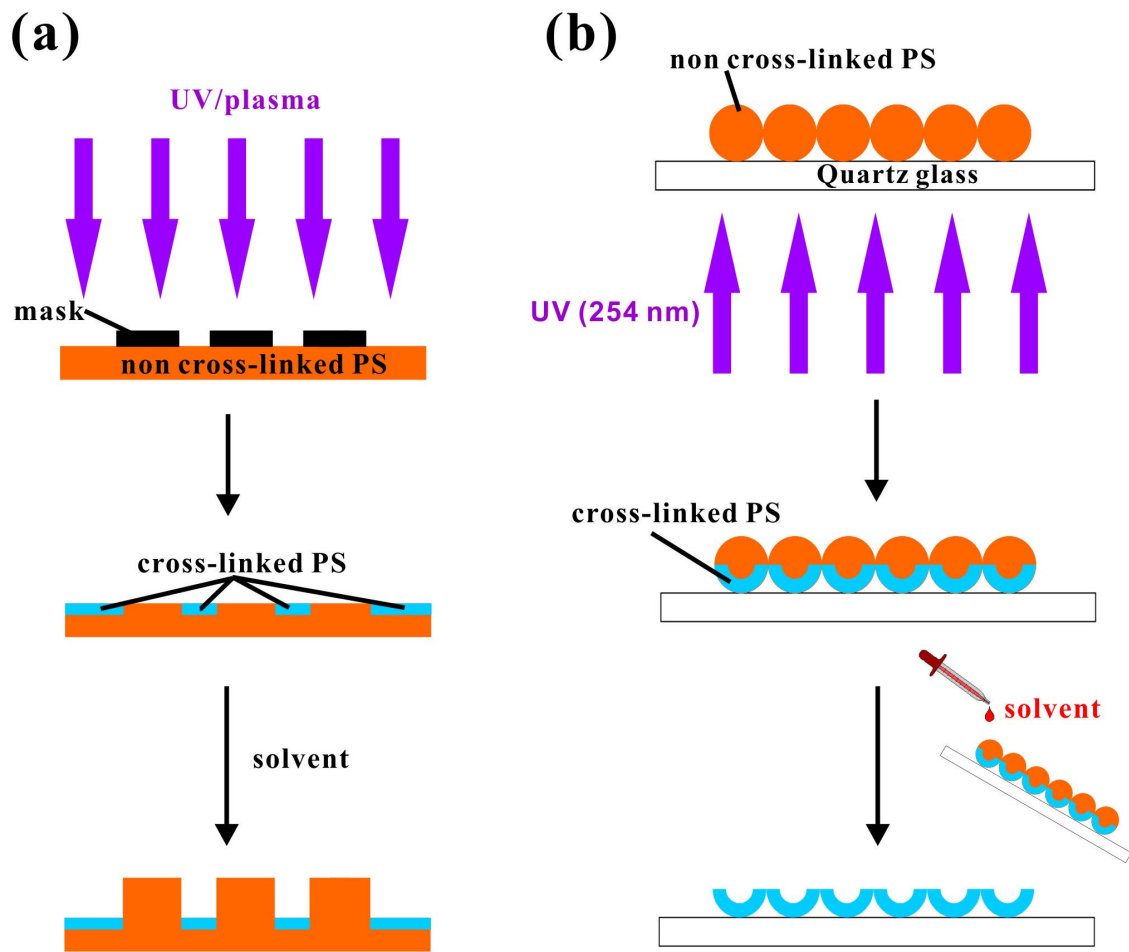 (a)
UV/plasma
mask
non cross-linked PS
cross-linked PS
solvent
(b)
non cross-linked PS
Quartz glass
UV (254 nm)
cross-linked PS
solvent